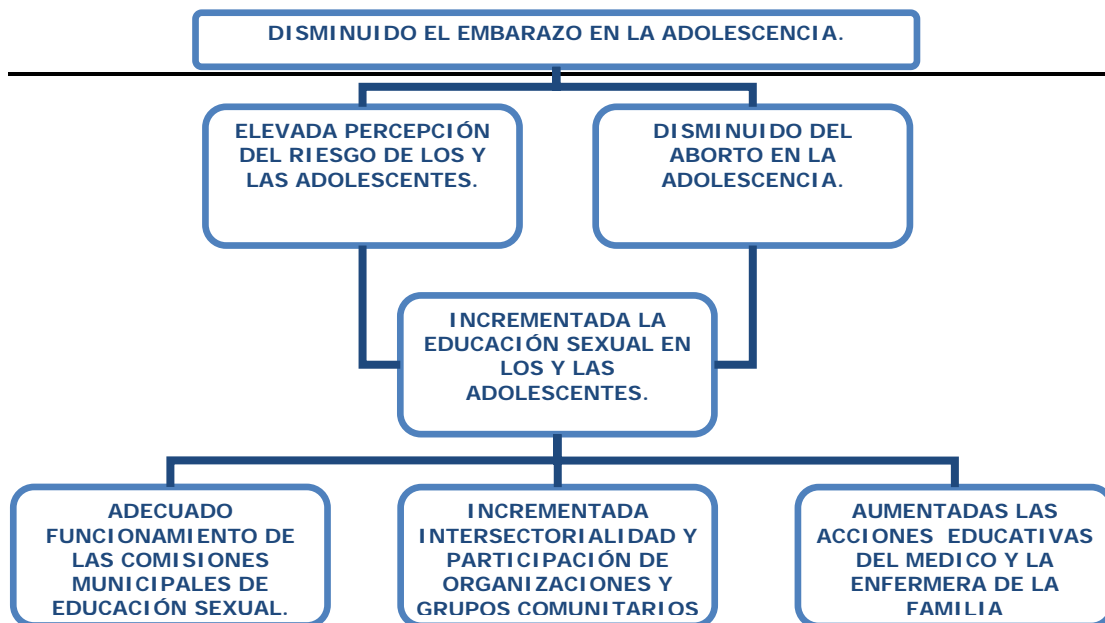 DISMINUIDO EL EMBARAZO EN LA ADOLESCENCIA.
ELEVADA PERCEPCIÓN
DEL RIESGO DE LOS Y
LAS ADOLESCENTES.
DISMINUIDO DEL
ABORTO EN LA
ADOLESCENCIA.
INCREMENTADA LA
EDUCACIÓN SEXUAL EN
LOS Y LAS
ADOLESCENTES.
ADECUADO
FUNCIONAMIENTO DE
LAS COMISIONES
MUNICIPALES DE
EDUCACIÓN SEXUAL.
INCREMENTADA
INTERSECTORIALIDAD Y
PARTICIPACIÓN DE
ORGANIZACIONES Y
GRUPOS COMUNITARIOS
AUMENTADAS LAS
ACCIONES EDUCATIVAS
DEL MEDICO Y LA
ENFERMERA DE LA
FAMILIA